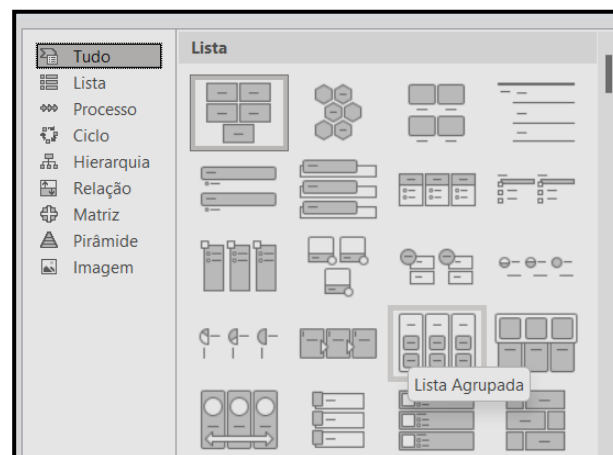 Tudo
Lista
Processo
Ciclo
Hierarquia
Relação
Matriz
Pirâmide
Imagem
Lista
Lista Agrupada